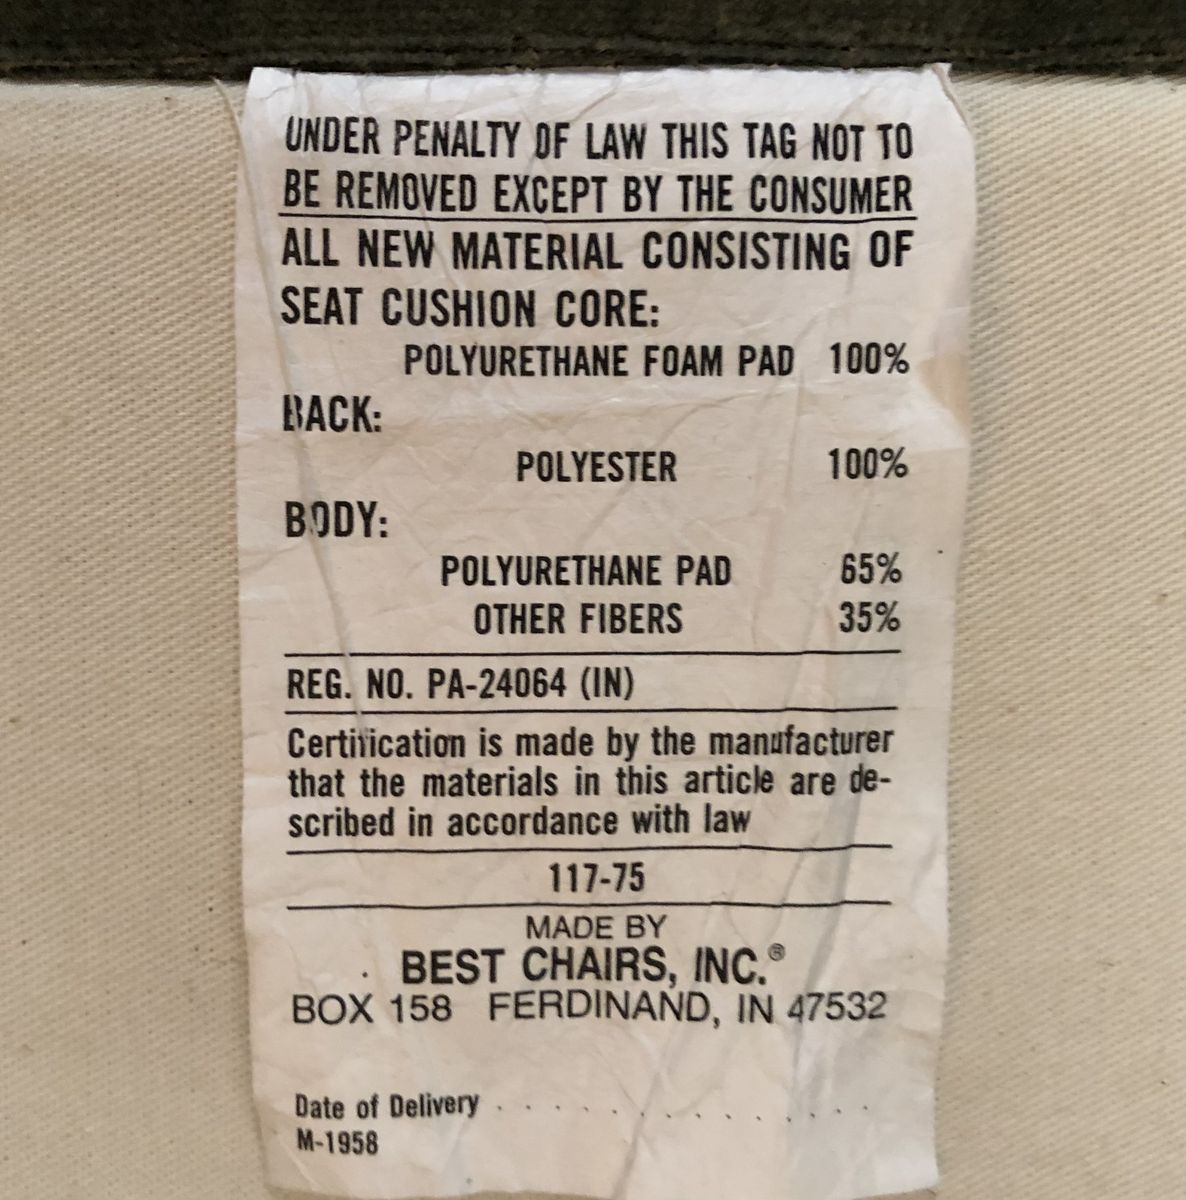 UNDER PENALTY OF LAW THIS TAG NOT TO
BE REMOVED EXCEPT BY THE CONSUMER
ALL NEW MATERIAL CONSISTING OF
SEAT CUSHION CORE:
POLYURETHANE FOAM PAD 100%
BACK:
POLYESTER 100%
BODY:
POLYURETHANE PAD 65%
OTHER FIBERS 35%
REG. NO. PA-24064 (IN)
Certification is made by the manufacturer
that the materials in this article are de-
scribed in accordance with law
117-75
MADE BY
BEST CHAIRS, INC.®
BOX 158 FERDINAND, IN 47532
Date of Delivery . . . . . . . . . . . . .
M-1958